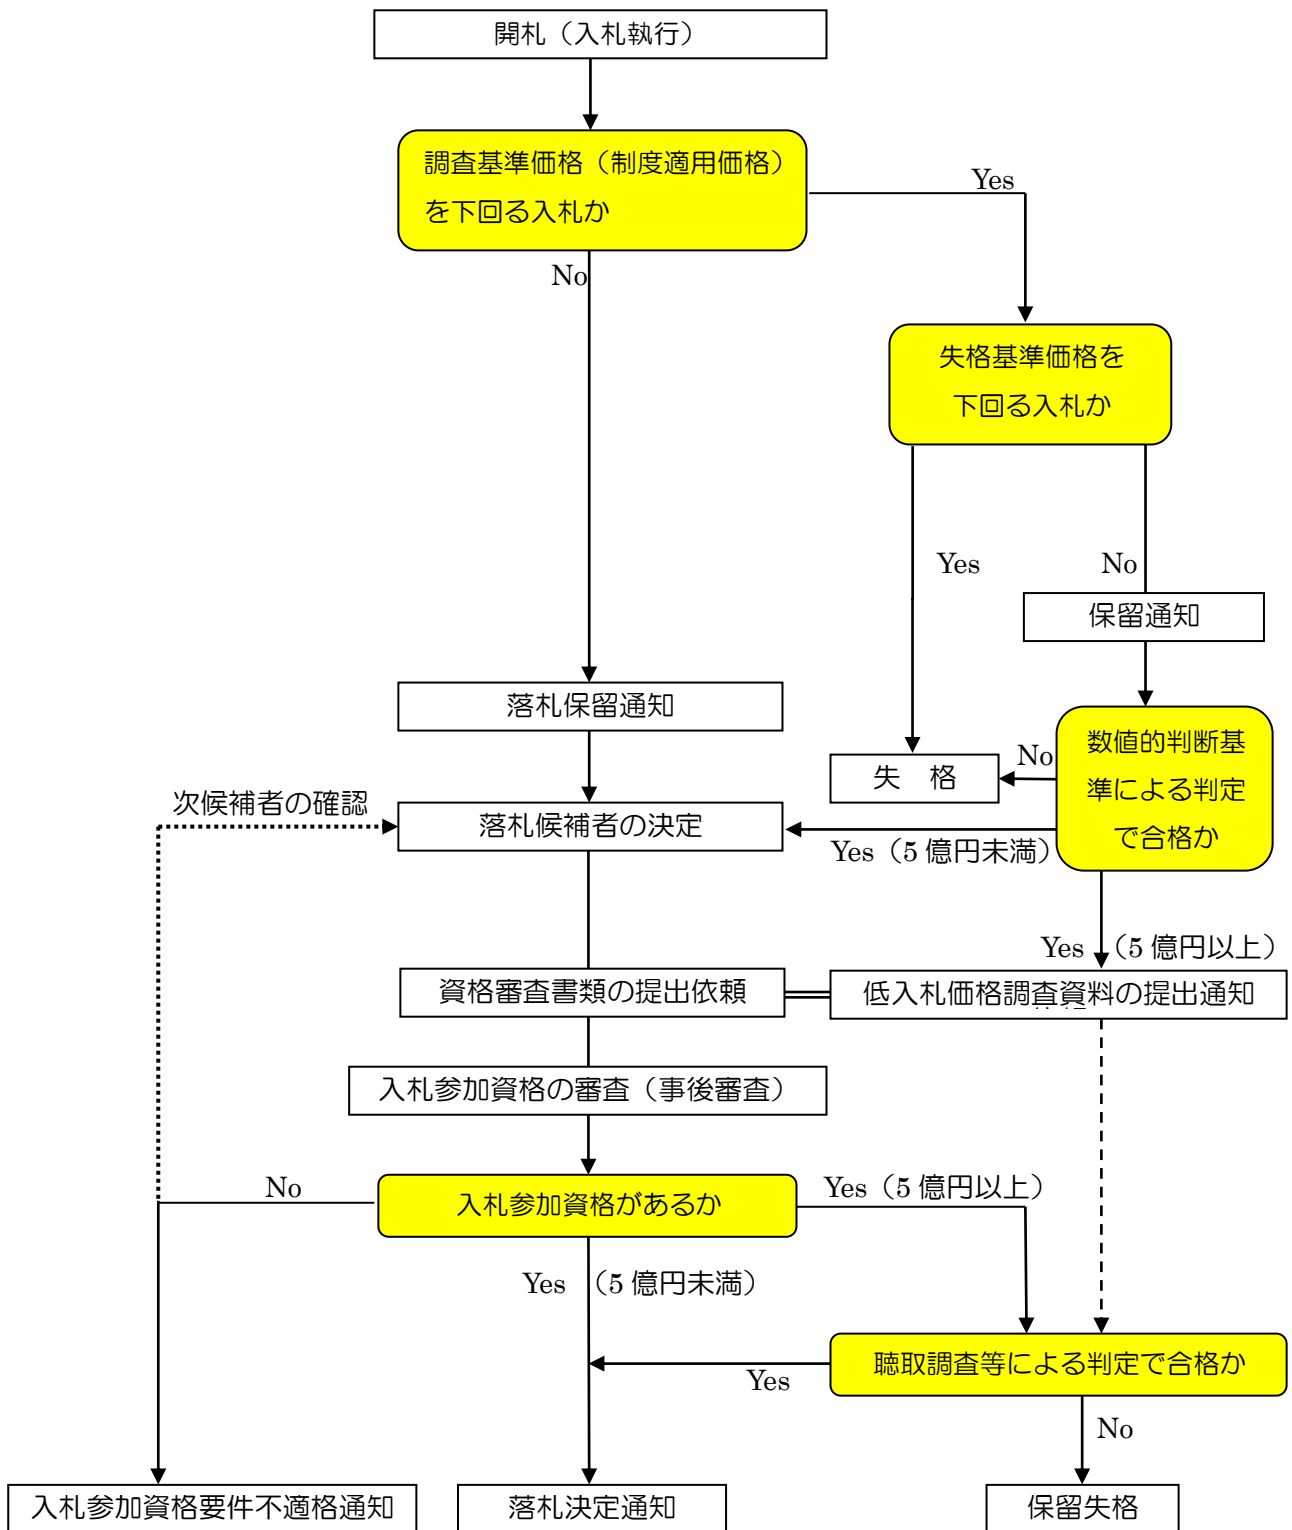 開札（入札執行）
調査基準価格（制度適用価格）
を下回る入札か
Yes
No
失格基準価格を
下回る入札か
Yes
No
保留通知
落札保留通知
数値的判断基
準による判定
で合格か
No
失　格
次候補者の確認
落札候補者の決定
Yes（5 億円未満）
Yes （5 億円以上）
資格審査書類の提出依頼
低入札価格調査資料の提出通知
入札参加資格の審査（事後審査）
No
入札参加資格があるか
Yes（5 億円以上）
Yes （5 億円未満）
聴取調査等による判定で合格か
Yes
No
入札参加資格要件不適格通知
落札決定通知
保留失格